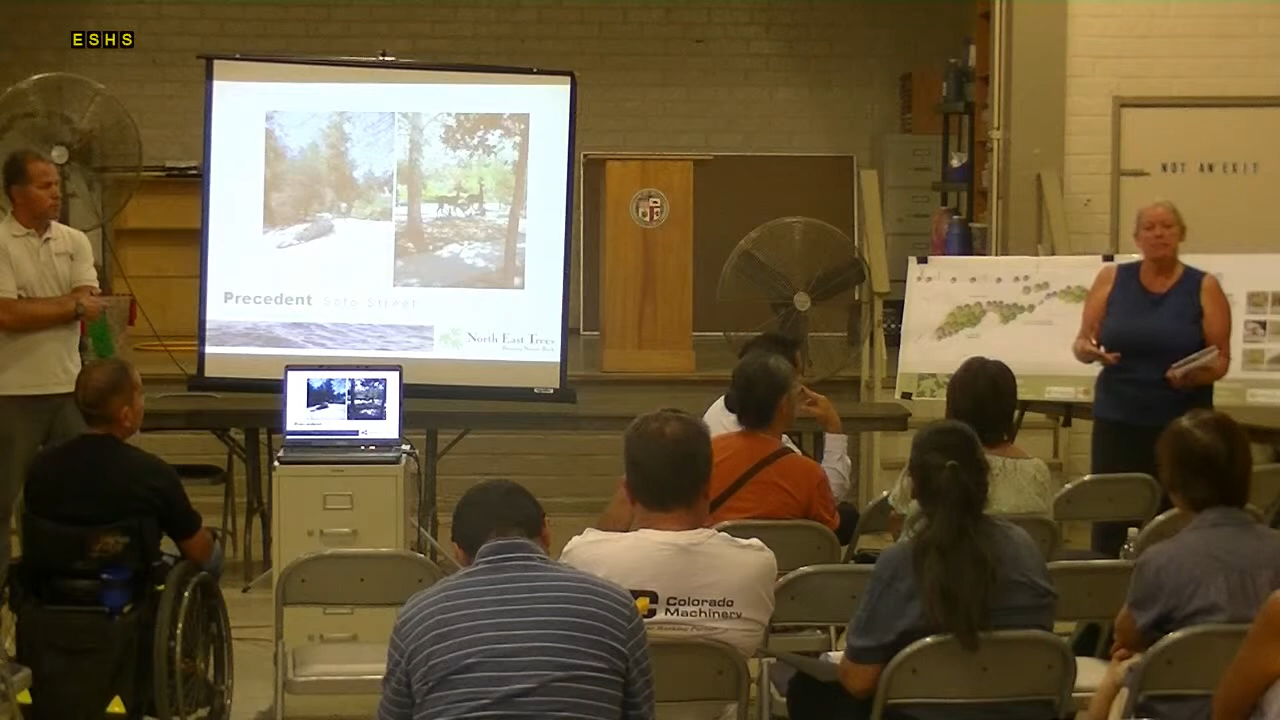 ESHS
NOT AN EXIT
Precedent Soto Street
North East Trees
Colorado
Machinery